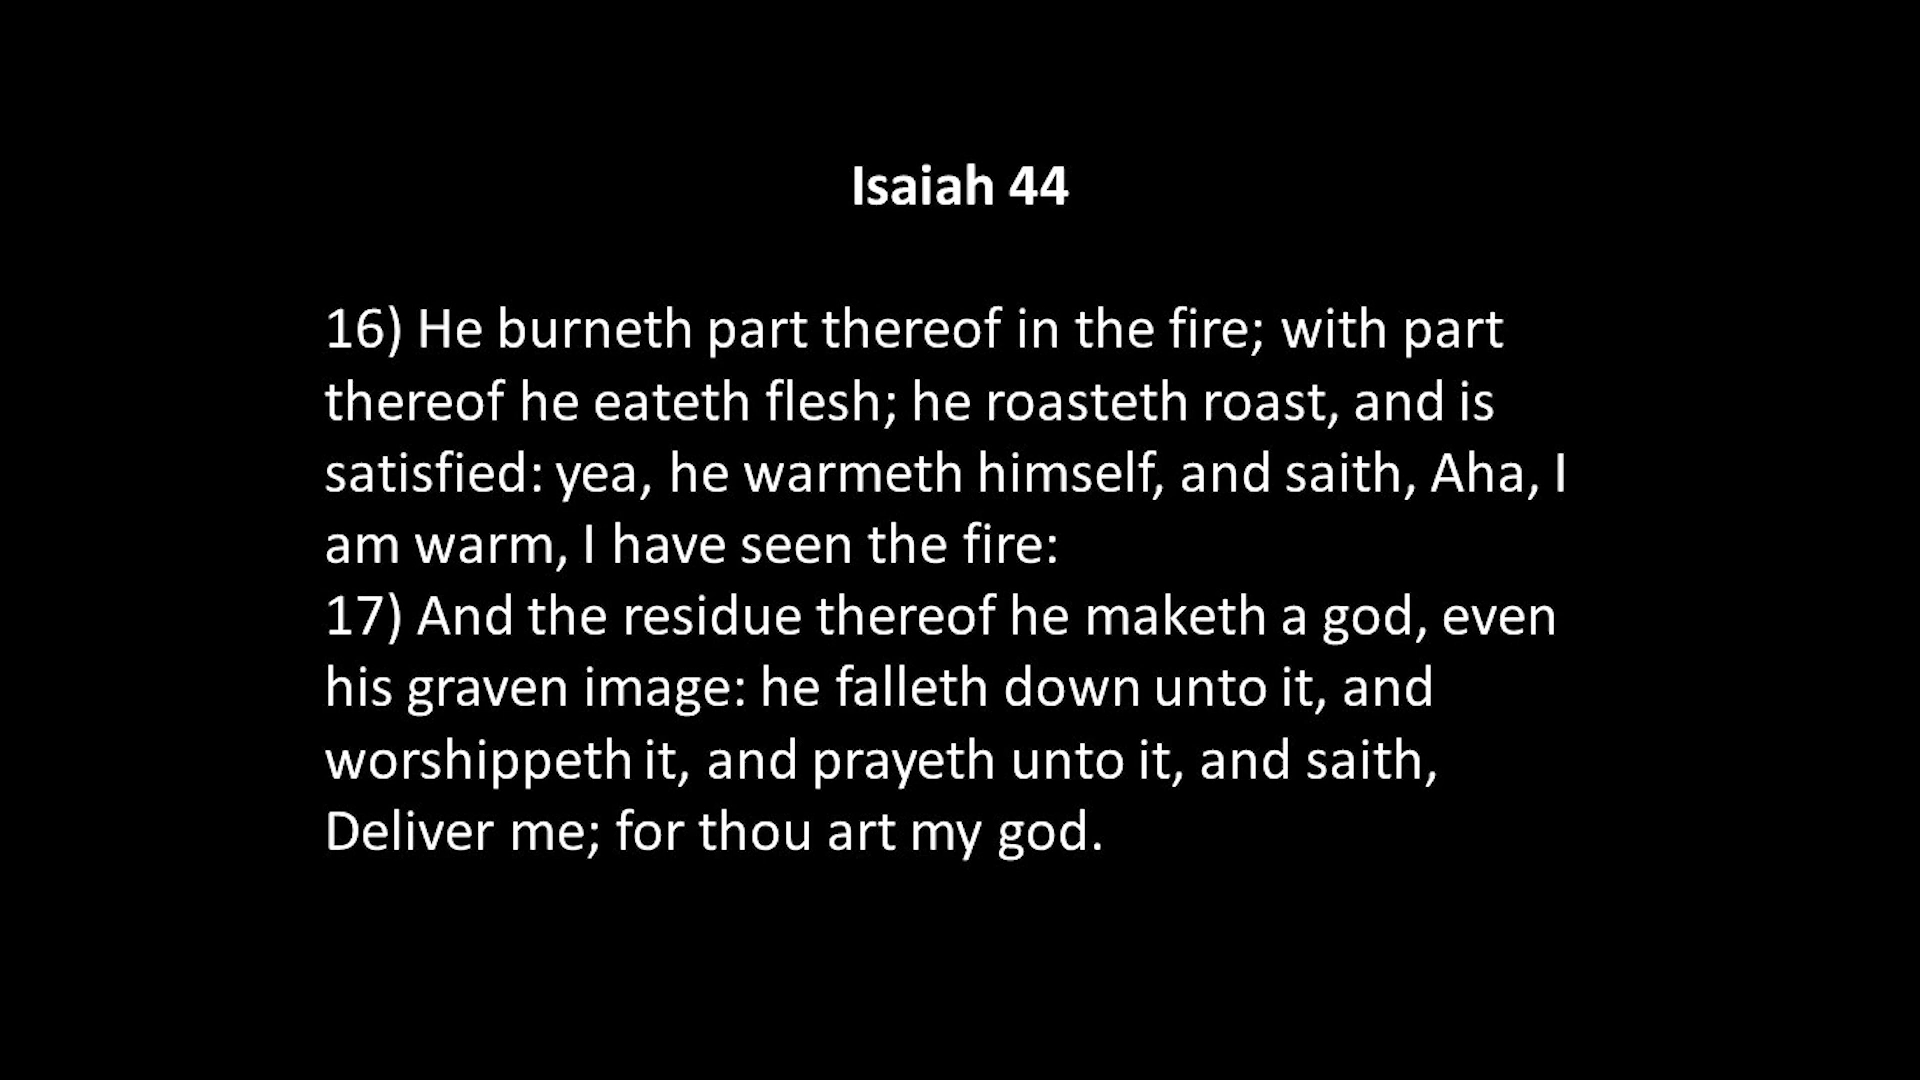 Isaiah 44
16) He burneth part thereof in the fire; with part
thereof he eateth flesh; he roasteth roast, and is
satisfied: yea, he warmeth himself, and saith, Aha, I
am warm, I have seen the fire:
17) And the residue thereof he maketh a god, even
his graven image: he falleth down unto it, and
worshippeth it, and prayeth unto it, and saith,
Deliver me; for thou art my god.